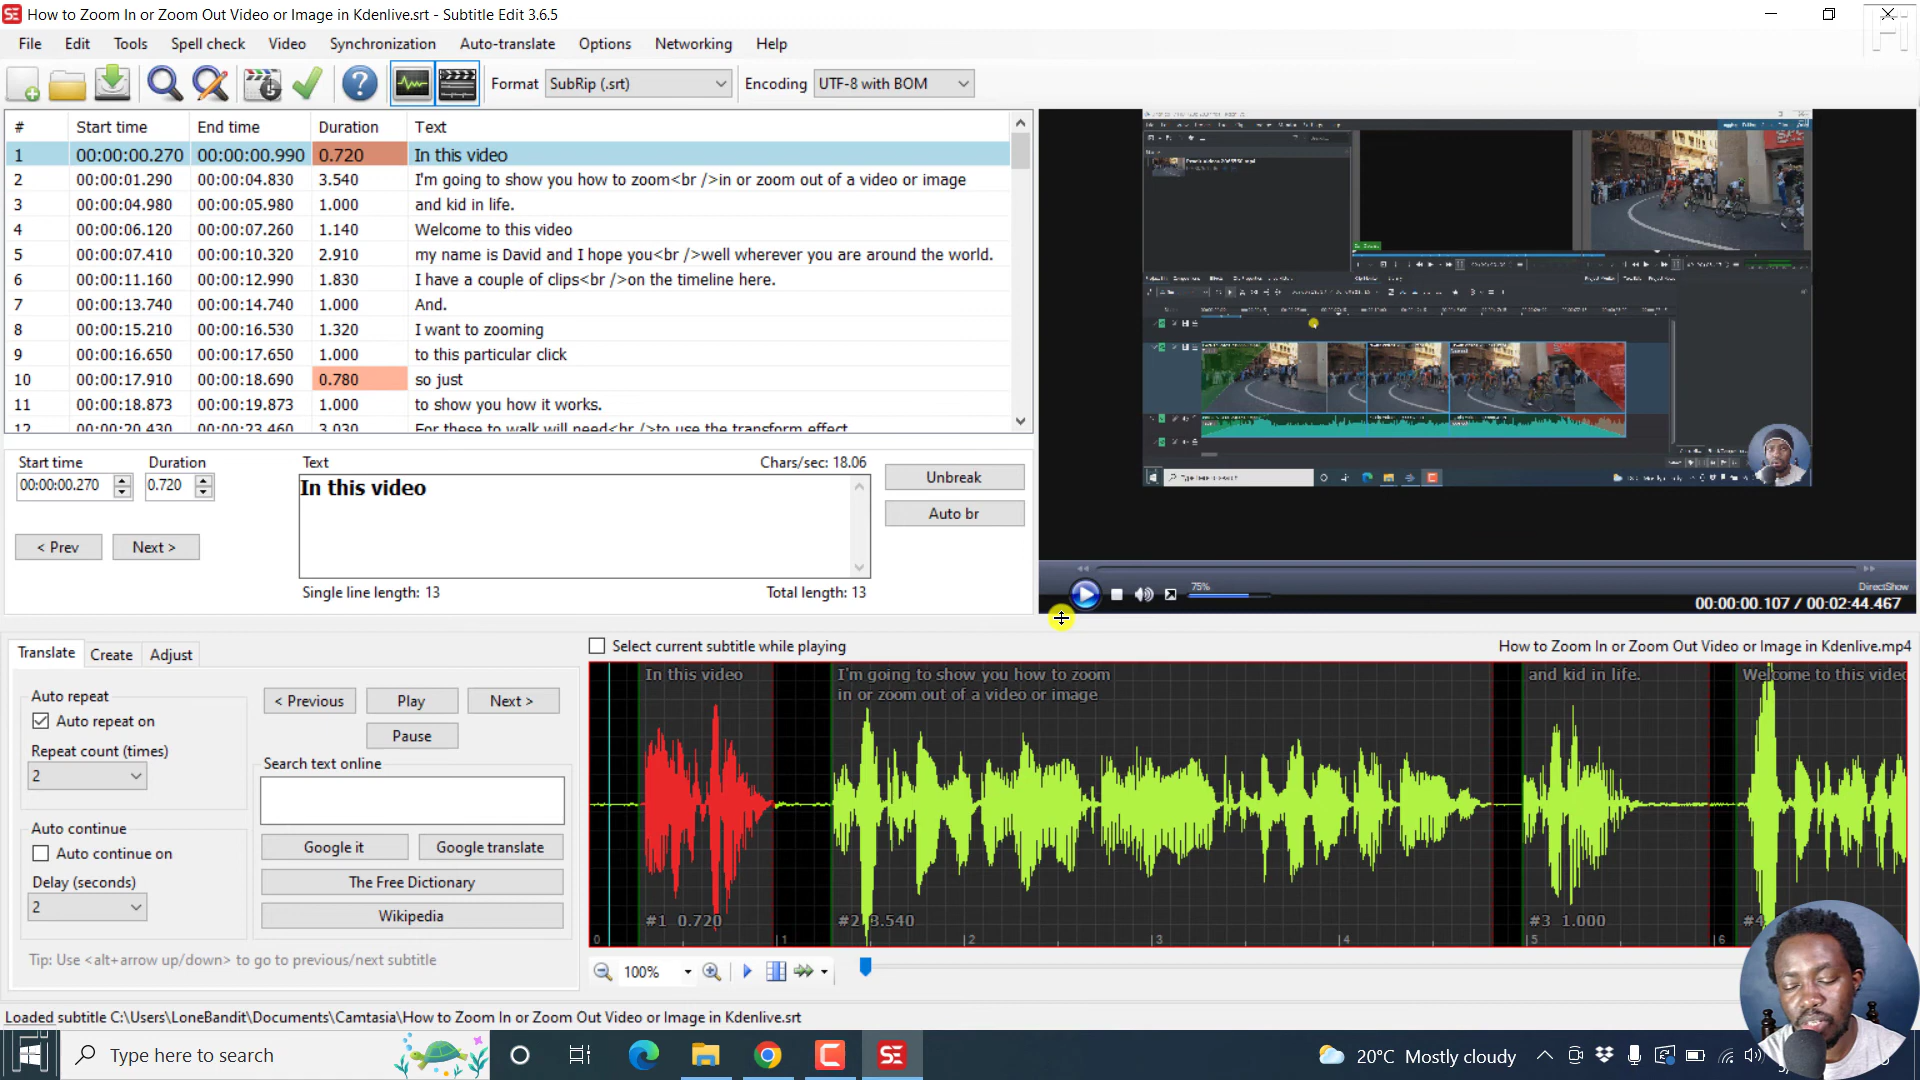 How to Zoom In or Zoom Out Video or Image in Kdenlive.srt - Subtitle Edit 3.6.5
File Edit Tools Spell check Video Synchronization Auto-translate Options Networking Help
Format SubRip (.srt) Encoding UTF-8 with BOM
# Start time End time Duration Text
1 00:00:00.270 00:00:00.990 0.720 In this video
2 00:00:01.290 00:00:04.830 3.540 I'm going to show you how to zoom<br />in or zoom out of a video or image
3 00:00:04.980 00:00:05.980 1.000 and kid in life.
4 00:00:06.120 00:00:07.260 1.140 Welcome to this video
5 00:00:07.410 00:00:10.320 2.910 my name is David and I hope you<br />well wherever you are around the world.
6 00:00:11.160 00:00:12.990 1.830 I have a couple of clips<br />on the timeline here.
7 00:00:13.740 00:00:14.740 1.000 And.
8 00:00:15.210 00:00:16.530 1.320 I want to zooming
9 00:00:16.650 00:00:17.650 1.000 to this particular click
10 00:00:17.910 00:00:18.690 0.780 so just
11 00:00:18.873 00:00:19.873 1.000 to show you how it works.
12 00:00:20.430 00:00:23.460 3.030 For these to walk will need<br />to use the transform effect
Start time Duration Text Chars/sec: 18.06
00:00:00.270 0.720 In this video
Unbreak
Auto br
< Prev Next >
Single line length: 13 Total length: 13
Type here to search
75%
DirectShow
00:00:00.107 / 00:02:44.467
Translate Create Adjust
Select current subtitle while playing How to Zoom In or Zoom Out Video or Image in Kdenlive.mp4
Auto repeat
Auto repeat on
Repeat count (times)
2
Auto continue
Auto continue on
Delay (seconds)
2
< Previous Play Next >
Pause
Search text online
Google it Google translate
The Free Dictionary
Wikipedia
Tip: Use <alt+arrow up/down> to go to previous/next subtitle
In this video I'm going to show you how to zoom and kid in life. Welcome to this video
in or zoom out of a video or image
#1 0.720 #2 3.540 #3 1.000 #4
0 1 2 3 4 5 6
100%
Loaded subtitle C:\Users\LoneBandit\Documents\Camtasia\How to Zoom In or Zoom Out Video or Image in Kdenlive.srt
Type here to search
20°C Mostly cloudy